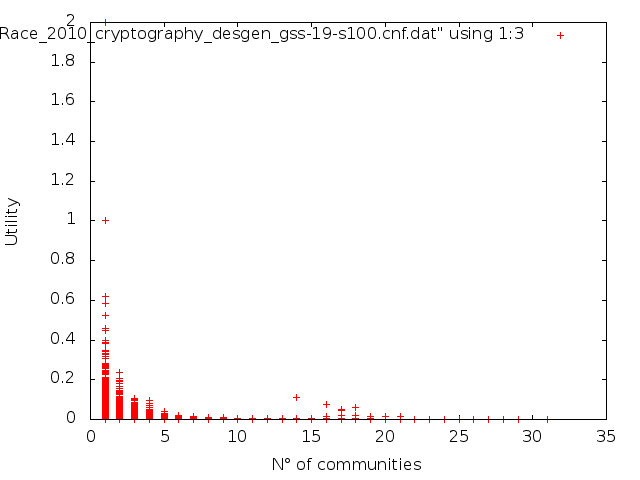 Race_2010_cryptography_desgen_gss-19-s100.cnf.dat" using 1:3
2
1.8
1.6
1.4
1.2
1
0.8
0.6
0.4
0.2
0
Utility
0 5 10 15 20 25 30 35
N° of communities